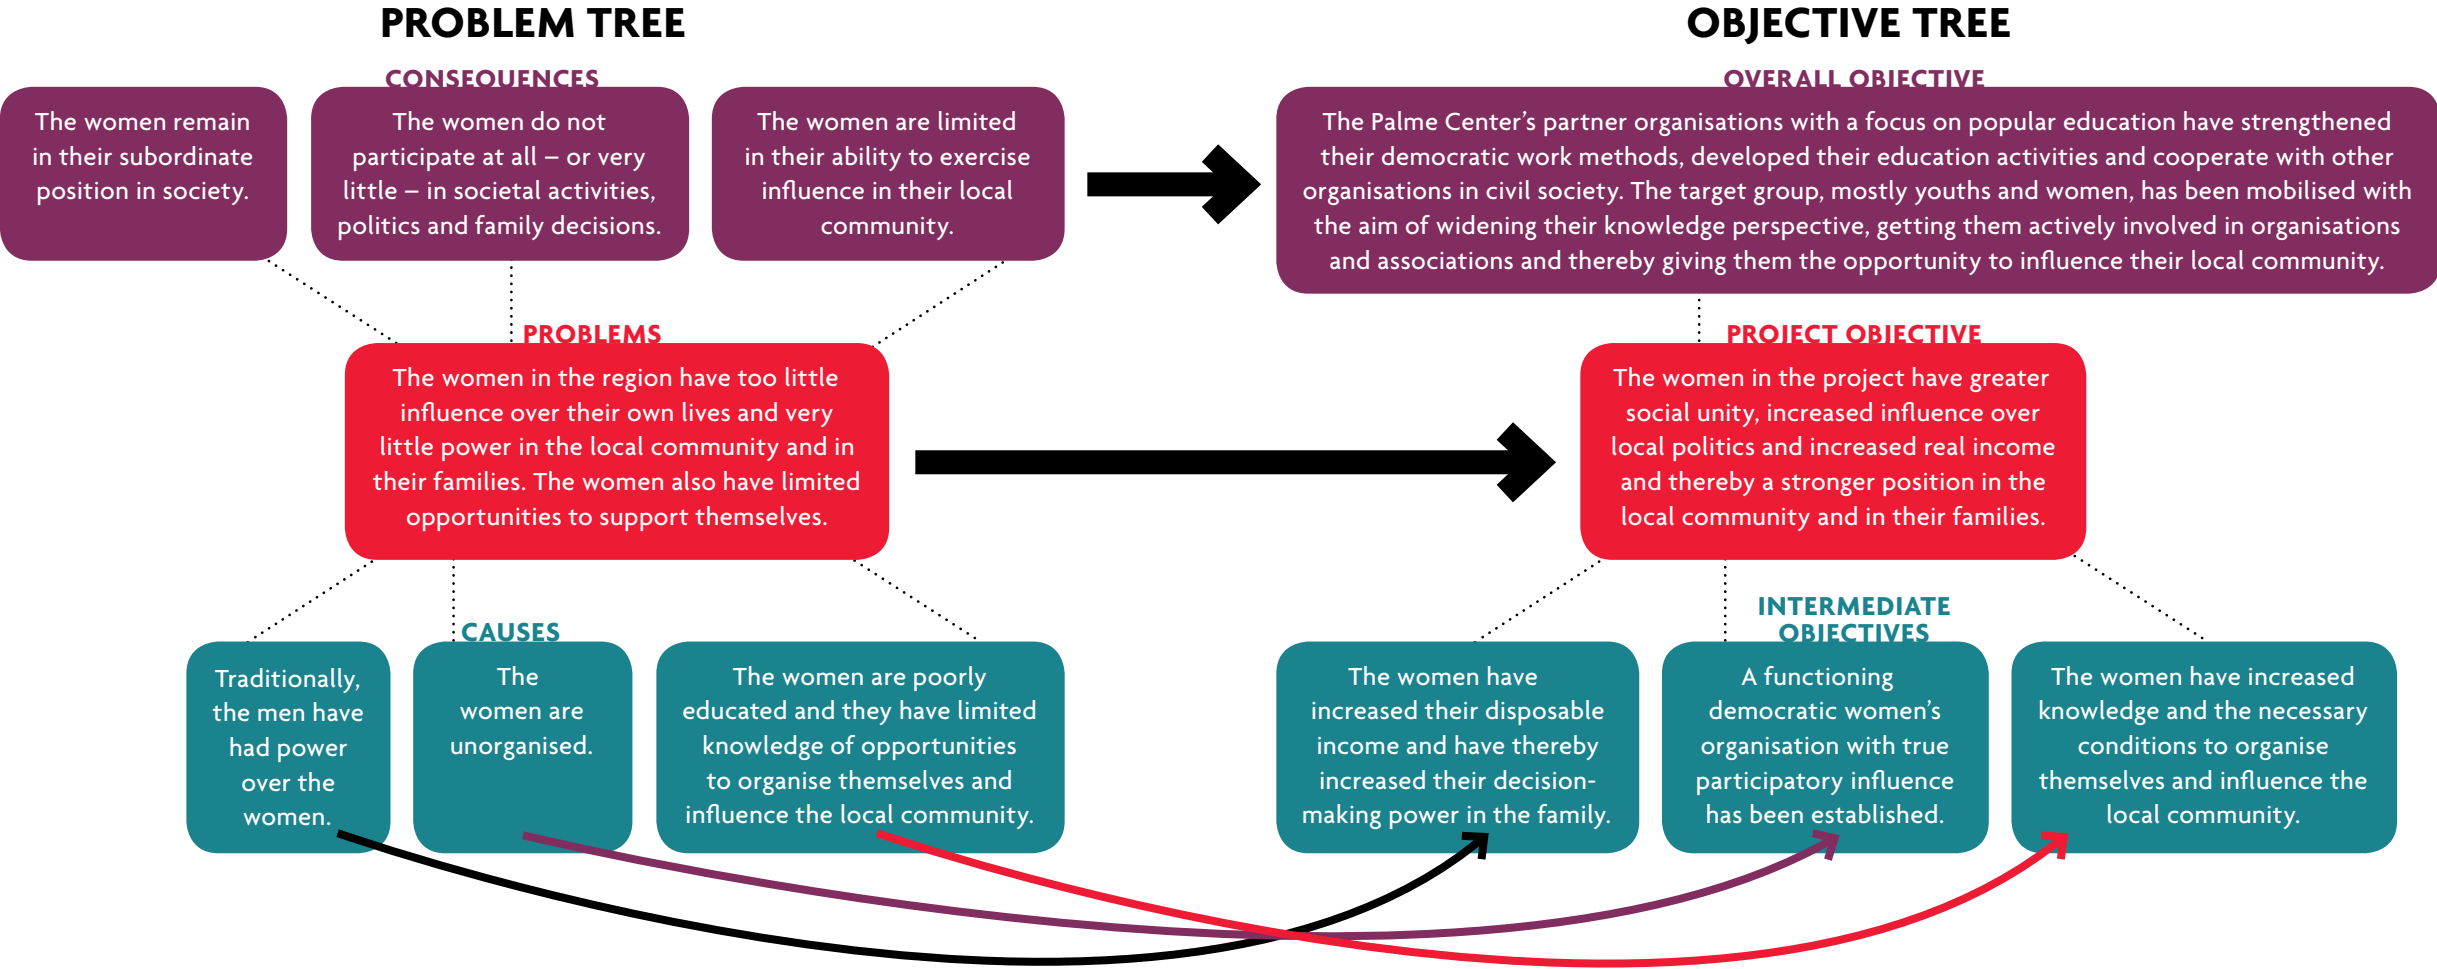 PROBLEM TREE
CONSEQUENCES
The women remain
in their subordinate
position in society.
The women do not
participate at all – or very
little – in societal activities,
politics and family decisions.
The women are limited
in their ability to exercise
influence in their local
community.
PROBLEMS
The women in the region have too little
influence over their own lives and very
little power in the local community and in
their families. The women also have limited
opportunities to support themselves.
CAUSES
Traditionally,
the men have
had power
over the
women.
The
women are
unorganised.
The women are poorly
educated and they have limited
knowledge of opportunities
to organise themselves and
influence the local community.
OBJECTIVE TREE
OVERALL OBJECTIVE
The Palme Center’s partner organisations with a focus on popular education have strengthened
their democratic work methods, developed their education activities and cooperate with other
organisations in civil society. The target group, mostly youths and women, has been mobilised with
the aim of widening their knowledge perspective, getting them actively involved in organisations
and associations and thereby giving them the opportunity to influence their local community.
PROJECT OBJECTIVE
The women in the project have greater
social unity, increased influence over
local politics and increased real income
and thereby a stronger position in the
local community and in their families.
INTERMEDIATE
OBJECTIVES
The women have
increased their disposable
income and have thereby
increased their decision-
making power in the family.
A functioning
democratic women’s
organisation with true
participatory influence
has been established.
The women have increased
knowledge and the necessary
conditions to organise
themselves and influence the
local community.